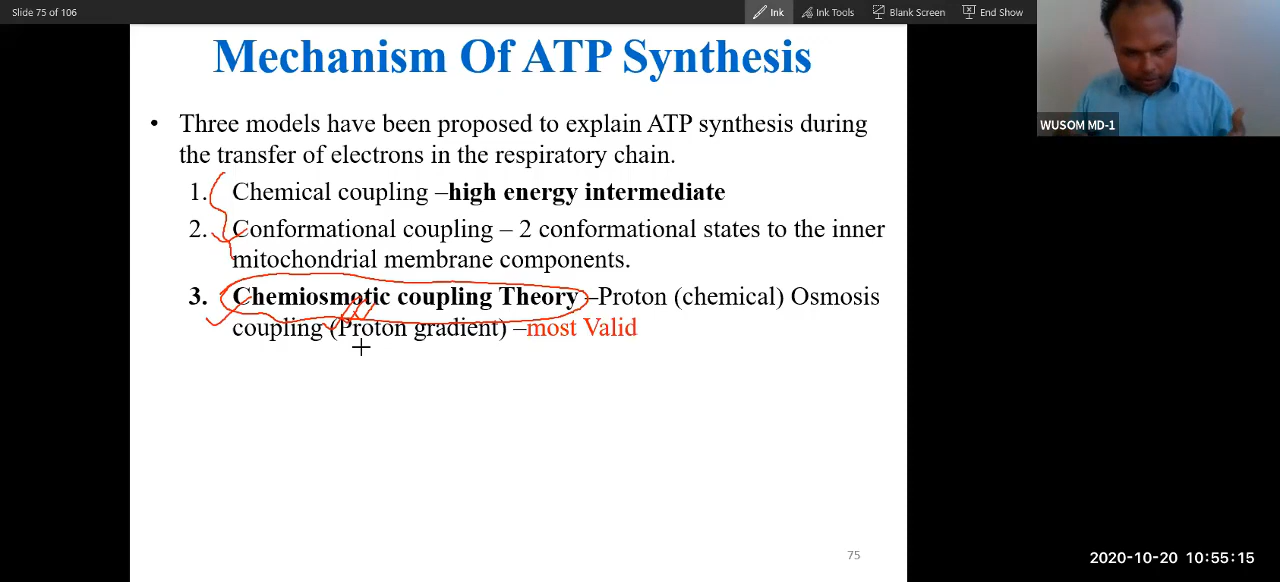 Slide 75 of 106
Ink
Ink Tools
Blank Screen
End Show
Mechanism Of ATP Synthesis
• Three models have been proposed to explain ATP synthesis during
the transfer of electrons in the respiratory chain.
1. Chemical coupling –high energy intermediate
2. Conformational coupling – 2 conformational states to the inner
mitochondrial membrane components.
3. Chemiosmotic coupling Theory –Proton (chemical) Osmosis
coupling (Proton gradient) –most Valid
WUSOM MD-1
75
2020-10-20 10:55:15